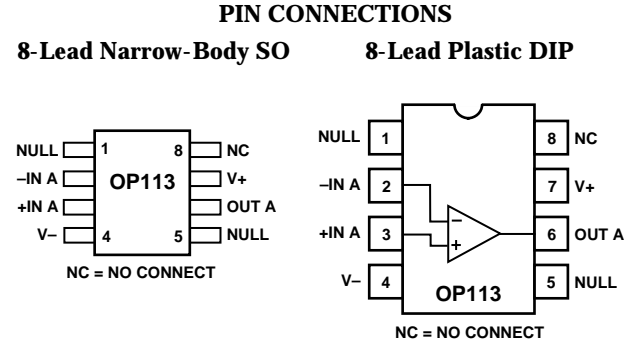 PIN CONNECTIONS
8-Lead Narrow-Body SO
8-Lead Plastic DIP
NULL 1 8 NC
–IN A OP113 V+
+IN A OUT A
V– 4 5 NULL
NC = NO CONNECT
NULL 1 8 NC
–IN A 2 7 V+
–
+IN A 3 6 OUT A
+
V– 4 5 NULL
OP113
NC = NO CONNECT